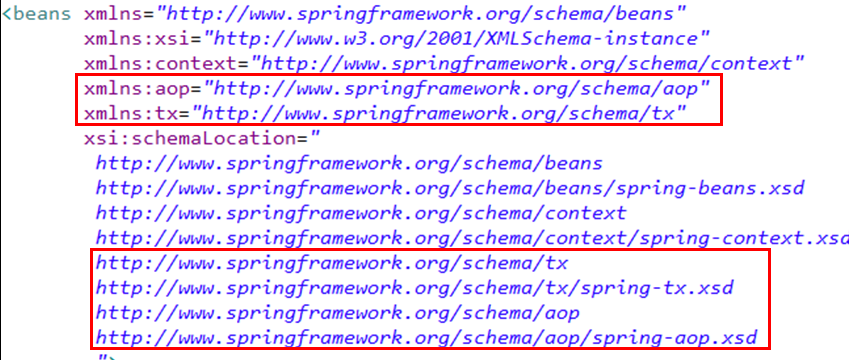 <beans xmlns="http://www.springframework.org/schema/beans"
xmlns:xsi="http://www.w3.org/2001/XMLSchema-instance"
xmlns:context="http://www.springframework.org/schema/context"
xmlns:aop="http://www.springframework.org/schema/aop"
xmlns:tx="http://www.springframework.org/schema/tx"
xsi:schemaLocation="
http://www.springframework.org/schema/beans
http://www.springframework.org/schema/beans/spring-beans.xsd
http://www.springframework.org/schema/context
http://www.springframework.org/schema/context/spring-context.xsd
http://www.springframework.org/schema/tx
http://www.springframework.org/schema/tx/spring-tx.xsd
http://www.springframework.org/schema/aop
http://www.springframework.org/schema/aop/spring-aop.xsd
">